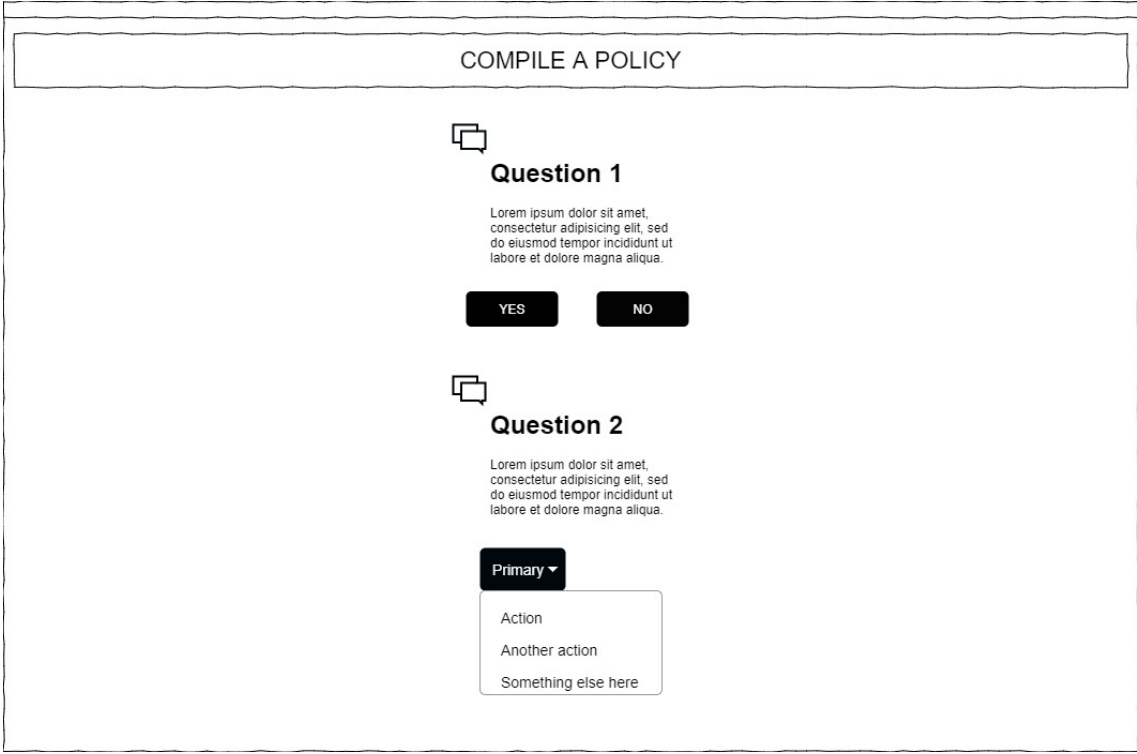 COMPILE A POLICY
Question 1
Lorem ipsum dolor sit amet,
consectetur adipisicing elit, sed
do eiusmod tempor incididunt ut
labore et dolore magna aliqua.
YES NO
Question 2
Lorem ipsum dolor sit amet,
consectetur adipisicing elit, sed
do eiusmod tempor incididunt ut
labore et dolore magna aliqua.
Primary
Action
Another action
Something else here